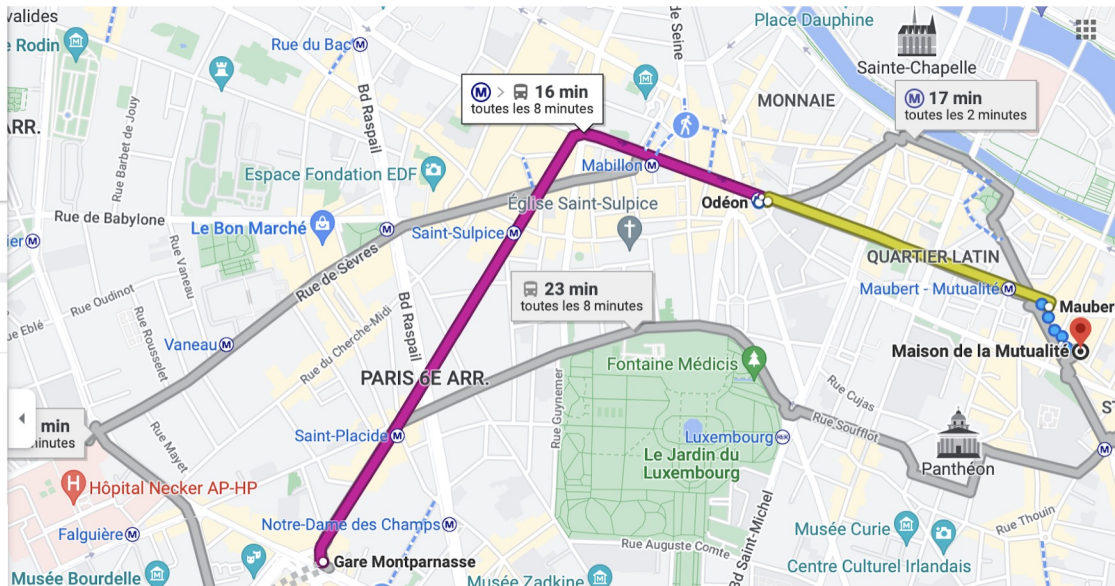 valides
e Rodin
Rue du Bac
de Seine
Place Dauphine
Sainte-Chapelle
16 min
toutes les 8 minutes
MONNAIE
17 min
toutes les 2 minutes
ARR.
Rue Barbet de Jouy
Bd Raspail
Mabillon
Espace Fondation EDF
Rue de Babylone
Le Bon Marché
Église Saint-Sulpice
Odéon
ier
Rue Vaneau
Saint-Sulpice
QUARTIER LATIN
Rue de Sèvres
23 min
toutes les 8 minutes
Maubert - Mutualité
Rue Oudinot
Bd Raspail
Mauber
e Eblé
Rue Rousselet
Rue du Cherche-Midi
Vaneau
Maison de la Mutualité
Fontaine Médicis
PARIS 6E ARR.
Rue Guynemer
Rue Cujas
ST
min
inutes
Rue Mayet
Saint-Placide
Luxembourg
RER
Rue Soufflot
Le Jardin du
Luxembourg
Panthéon
H
Hôpital Necker AP-HP
Falguière
Notre-Dame des Champs
Bd Saint-Michel
Rue Thouin
Musée Curie
Rue Auguste Comte
Gare Montparnasse
Centre Culturel Irlandais
Musée Bourdelle
Musée Zadkine